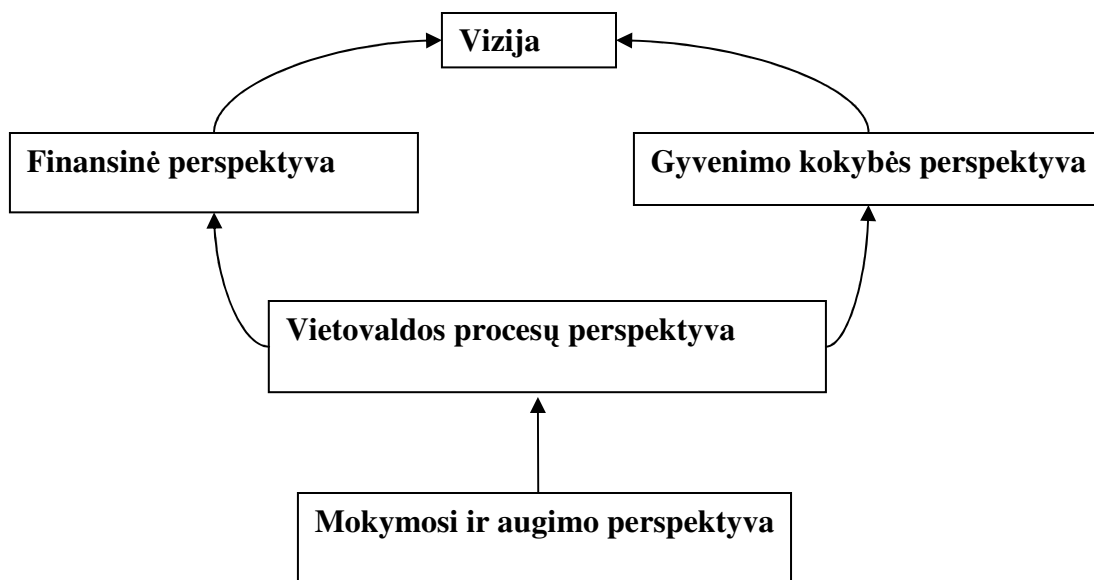 Vizija
Finansinė perspektyva
Gyvenimo kokybės perspektyva
Vietovaldos procesų perspektyva
Mokymosi ir augimo perspektyva